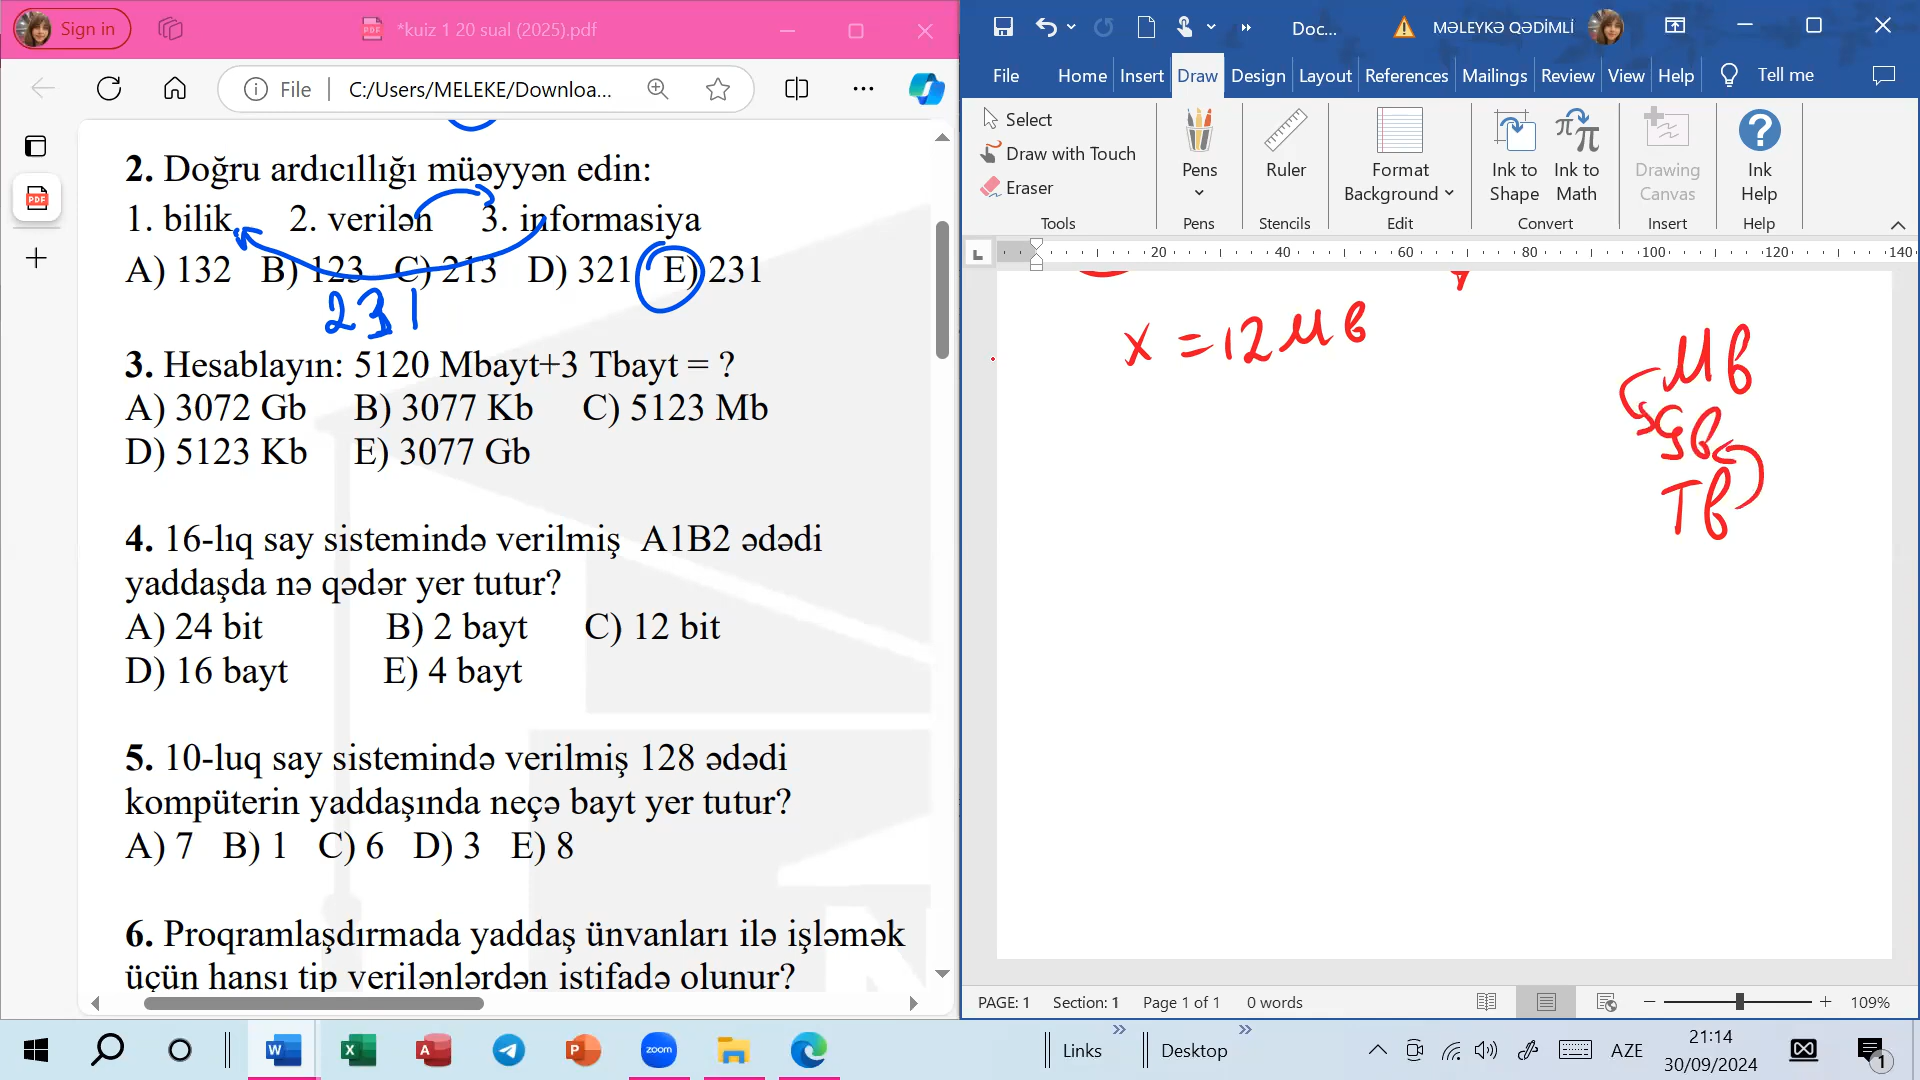 Sign in
*kuiz 1 20 sual (2025).pdf
File
C:/Users/MELEKE/Downloa...
2. Doğru ardıcıllığı müəyyən edin:
1. bilik 2. verilən 3. informasiya
A) 132 B) 123 C) 213 D) 321 E) 231
231
3. Hesablayın: 5120 Mbayt+3 Tbayt = ?
A) 3072 Gb B) 3077 Kb C) 5123 Mb
D) 5123 Kb E) 3077 Gb
4. 16-lıq say sistemində verilmiş A1B2 ədədi
yaddaşda nə qədər yer tutur?
A) 24 bit B) 2 bayt C) 12 bit
D) 16 bayt E) 4 bayt
5. 10-luq say sistemində verilmiş 128 ədədi
kompüterin yaddaşında neçə bayt yer tutur?
A) 7 B) 1 C) 6 D) 3 E) 8
6. Proqramlaşdırmada yaddaş ünvanları ilə işləmək
üçün hansı tip verilənlərdən istifadə olunur?
Doc...
MƏLEYKƏ QƏDİMLİ
File Home Insert Draw Design Layout References Mailings Review View Help Tell me
Select
Draw with Touch
Eraser
Tools
Pens
Pens
Ruler
Stencils
Format
Background
Edit
Ink to
Shape
Ink to
Math
Convert
Drawing
Canvas
Insert
Ink
Help
Help
20 40 60 80 100 120 140
x = 12 Mb
Mb
Gb
Tb
PAGE: 1 Section: 1 Page 1 of 1 0 words
109%
zoom
Links
Desktop
AZE
21:14
30/09/2024
1